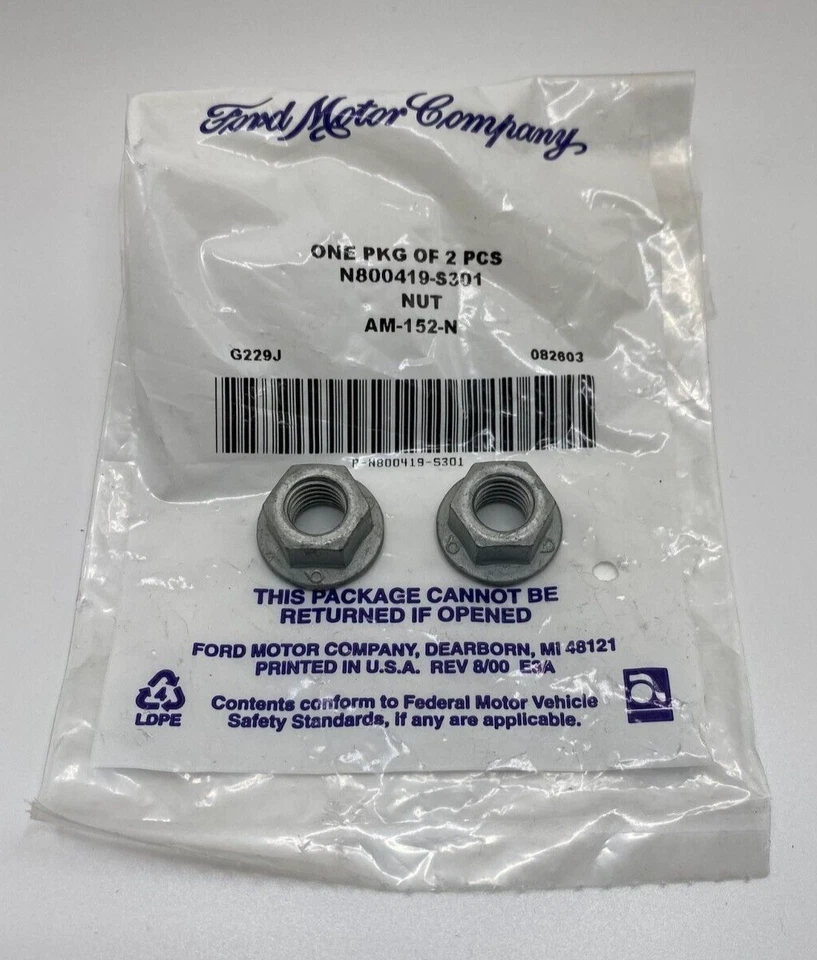 Ford Motor Company
ONE PKG OF 2 PCS
N800419-S301
NUT
AM-152-N
G229J 082603
P-N800419-S301
THIS PACKAGE CANNOT BE
RETURNED IF OPENED
FORD MOTOR COMPANY, DEARBORN, MI 48121
PRINTED IN U.S.A. REV 8/00 E3A
4
LDPE
Contents conform to Federal Motor Vehicle
Safety Standards, if any are applicable.